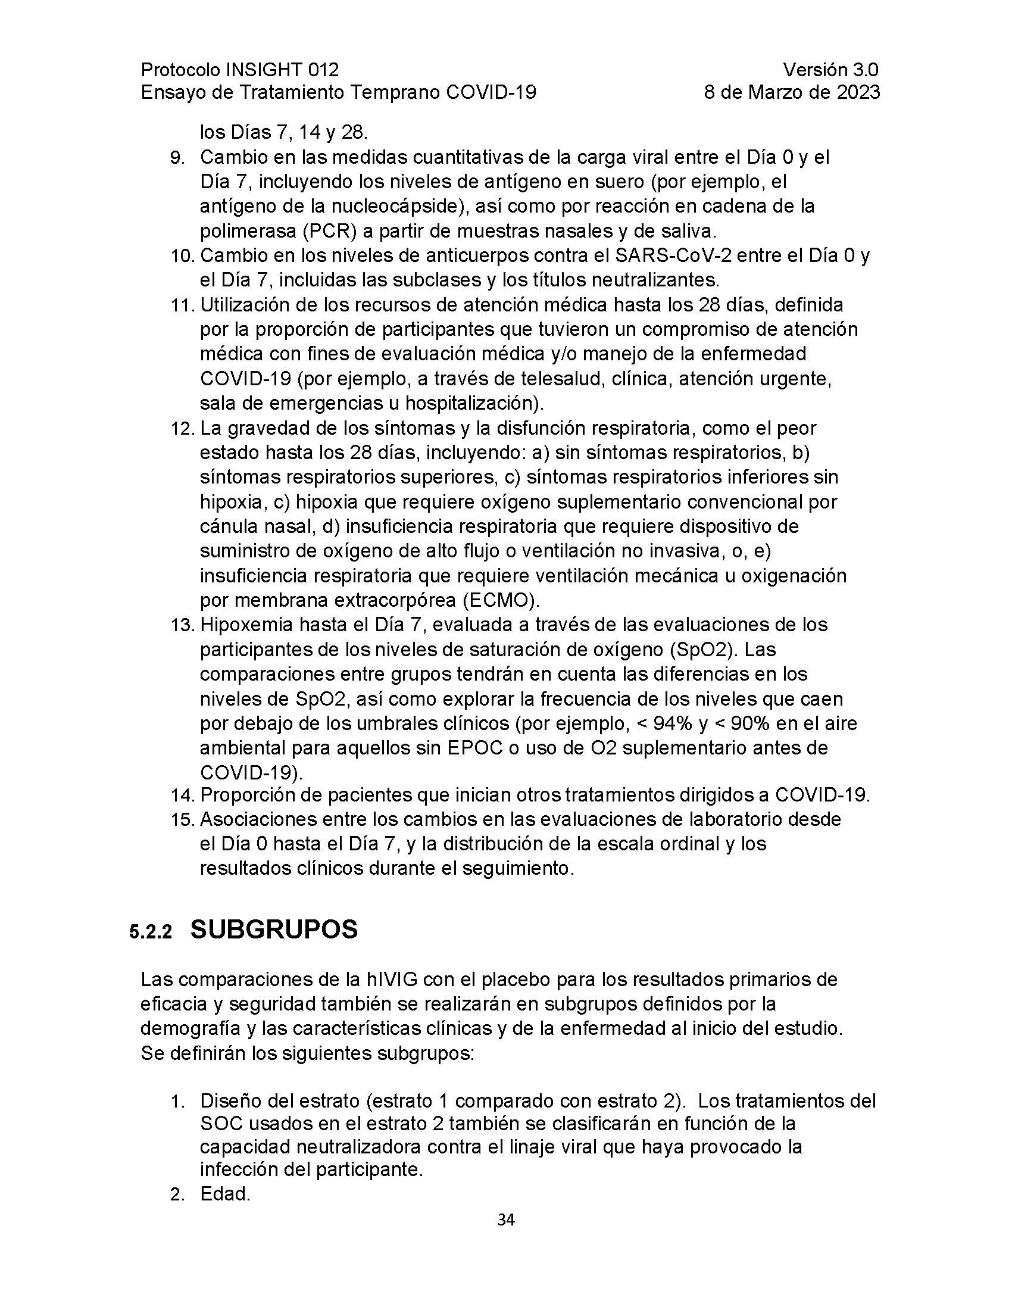 Protocolo INSIGHT 012 Versión 3.0
Ensayo de Tratamiento Temprano COVID-19 8 de Marzo de 2023
los Días 7, 14 y 28.
9. Cambio en las medidas cuantitativas de la carga viral entre el Día 0 y el
Día 7, incluyendo los niveles de antígeno en suero (por ejemplo, el
antígeno de la nucleocápside), así como por reacción en cadena de la
polimerasa (PCR) a partir de muestras nasales y de saliva.
10. Cambio en los niveles de anticuerpos contra el SARS-CoV-2 entre el Día 0 y
el Día 7, incluidas las subclases y los títulos neutralizantes.
11. Utilización de los recursos de atención médica hasta los 28 días, definida
por la proporción de participantes que tuvieron un compromiso de atención
médica con fines de evaluación médica y/o manejo de la enfermedad
COVID-19 (por ejemplo, a través de telesalud, clínica, atención urgente,
sala de emergencias u hospitalización).
12. La gravedad de los síntomas y la disfunción respiratoria, como el peor
estado hasta los 28 días, incluyendo: a) sin síntomas respiratorios, b)
síntomas respiratorios superiores, c) síntomas respiratorios inferiores sin
hipoxia, c) hipoxia que requiere oxígeno suplementario convencional por
cánula nasal, d) insuficiencia respiratoria que requiere dispositivo de
suministro de oxígeno de alto flujo o ventilación no invasiva, o, e)
insuficiencia respiratoria que requiere ventilación mecánica u oxigenación
por membrana extracorpórea (ECMO).
13. Hipoxemia hasta el Día 7, evaluada a través de las evaluaciones de los
participantes de los niveles de saturación de oxígeno (SpO2). Las
comparaciones entre grupos tendrán en cuenta las diferencias en los
niveles de SpO2, así como explorar la frecuencia de los niveles que caen
por debajo de los umbrales clínicos (por ejemplo, < 94% y < 90% en el aire
ambiental para aquellos sin EPOC o uso de O2 suplementario antes de
COVID-19).
14. Proporción de pacientes que inician otros tratamientos dirigidos a COVID-19.
15. Asociaciones entre los cambios en las evaluaciones de laboratorio desde
el Día 0 hasta el Día 7, y la distribución de la escala ordinal y los
resultados clínicos durante el seguimiento.
5.2.2 SUBGRUPOS
Las comparaciones de la hIVIG con el placebo para los resultados primarios de
eficacia y seguridad también se realizarán en subgrupos definidos por la
demografía y las características clínicas y de la enfermedad al inicio del estudio.
Se definirán los siguientes subgrupos:
1. Diseño del estrato (estrato 1 comparado con estrato 2). Los tratamientos del
SOC usados en el estrato 2 también se clasificarán en función de la
capacidad neutralizadora contra el linaje viral que haya provocado la
infección del participante.
2. Edad.
34